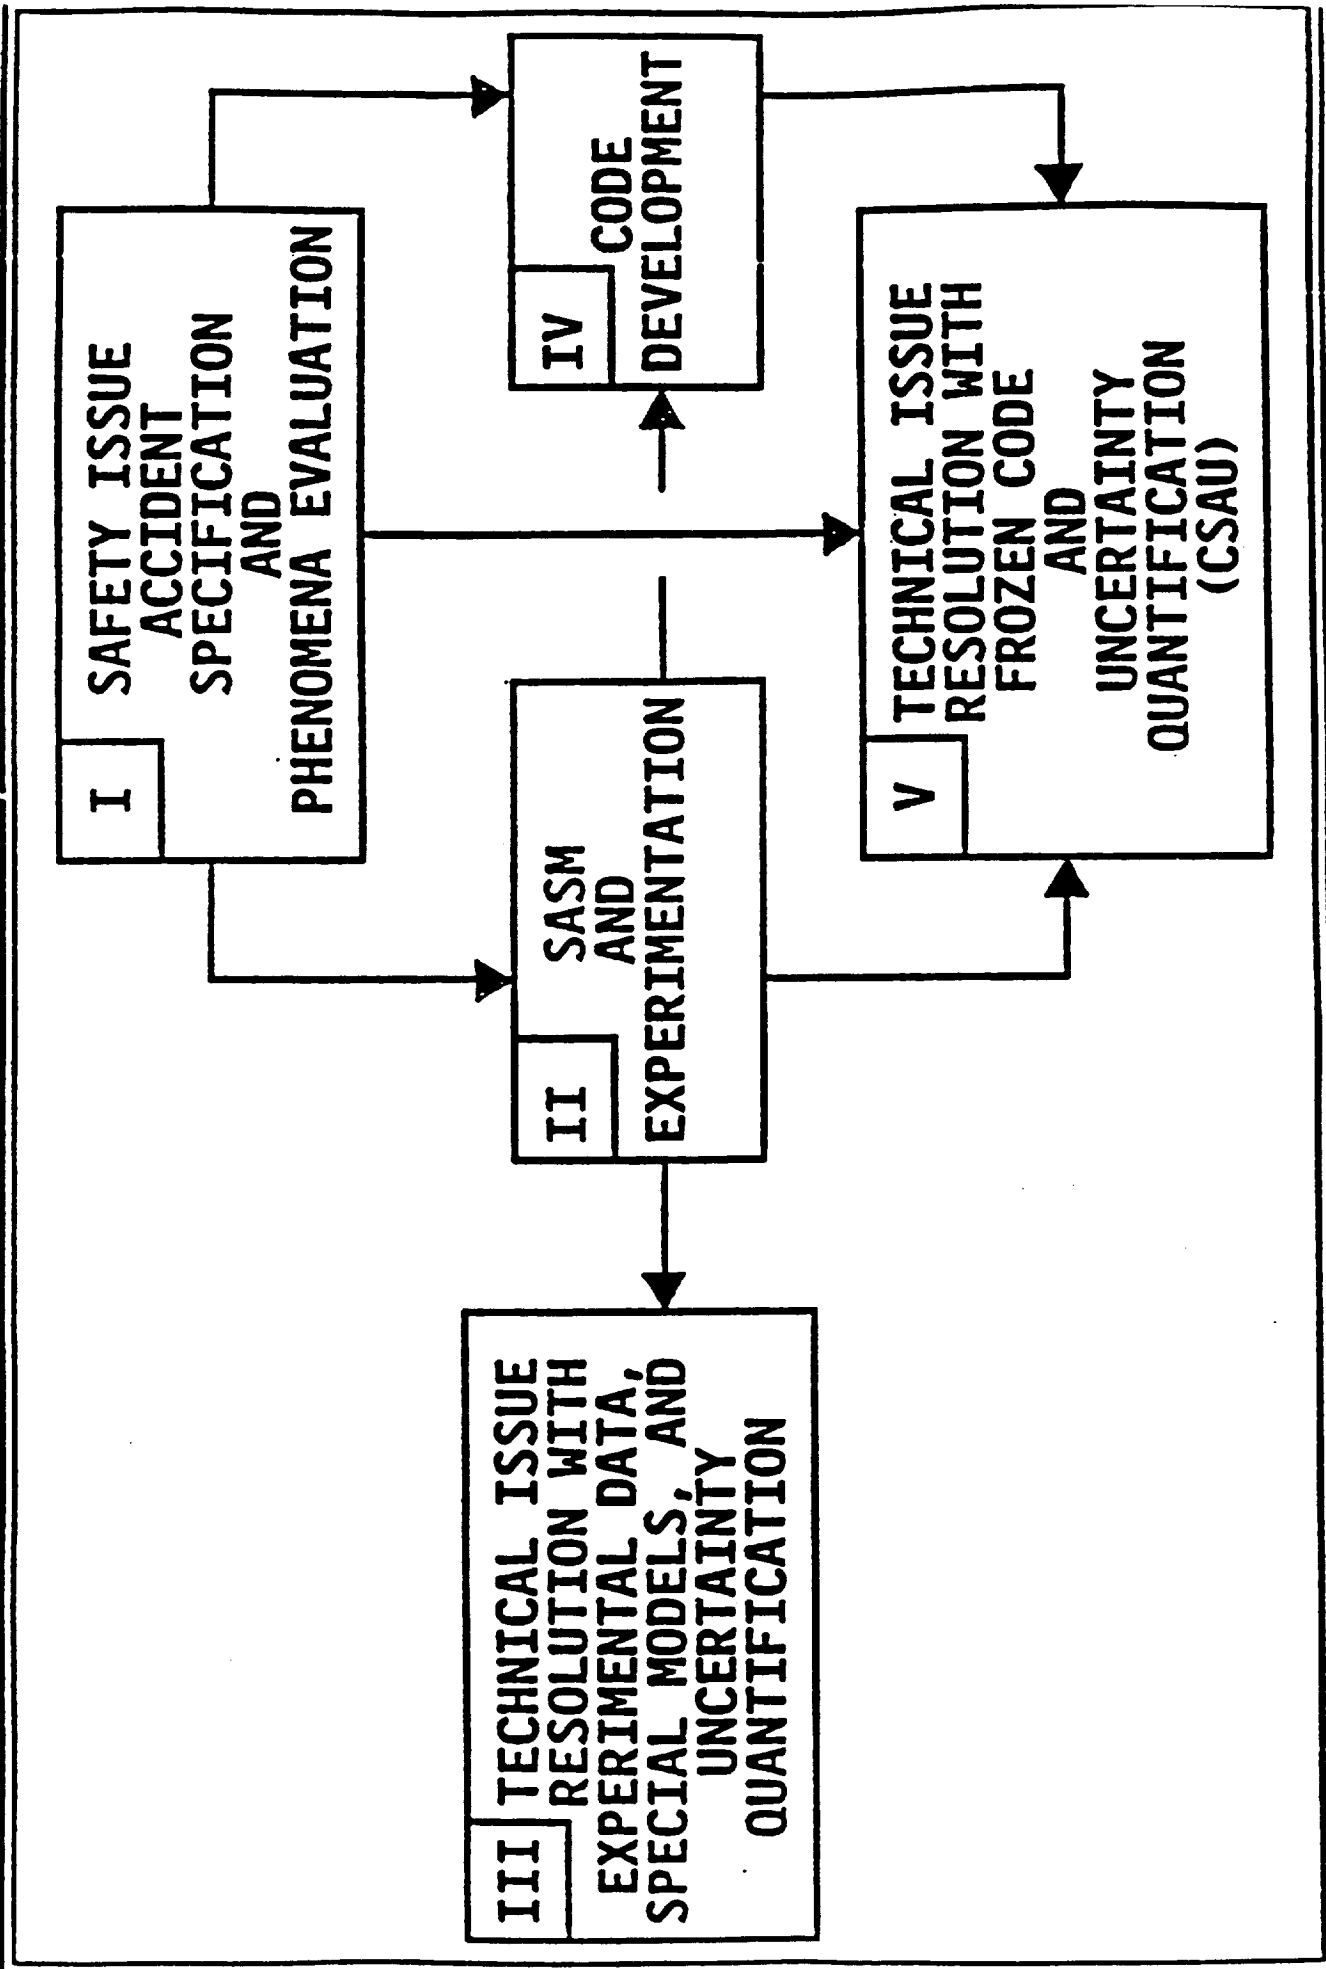 I
SAFETY ISSUE
ACCIDENT
SPECIFICATION
AND
PHENOMENA EVALUATION
III
TECHNICAL ISSUE
RESOLUTION WITH
EXPERIMENTAL DATA,
SPECIAL MODELS, AND
UNCERTAINTY
QUANTIFICATION
II
SASM
AND
EXPERIMENTATION
IV
CODE
DEVELOPMENT
V
TECHNICAL ISSUE
RESOLUTION WITH
FROZEN CODE
AND
UNCERTAINTY
QUANTIFICATION
(CSAU)